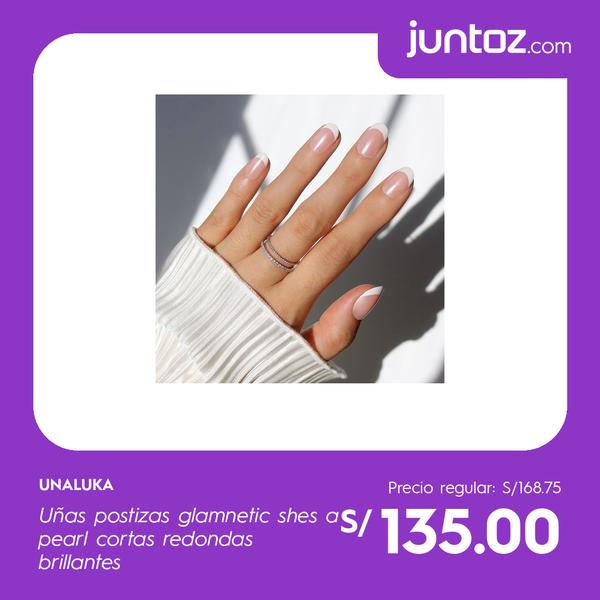 juntoz.com
UNALUKA
Precio regular: S/168.75
Uñas postizas glamnetic shes a
pearl cortas redondas
brillantes
S/135.00